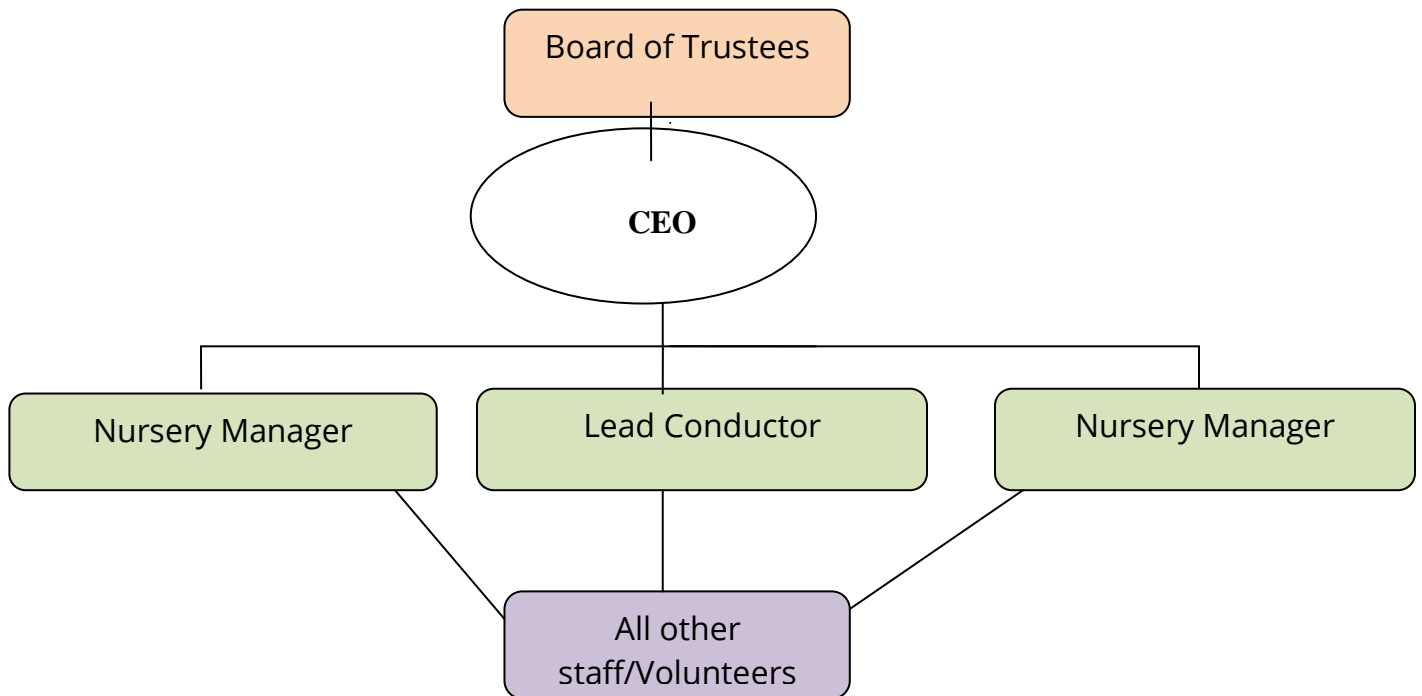 Board of Trustees
CEO
Nursery Manager
Lead Conductor
Nursery Manager
All other
staff/Volunteers